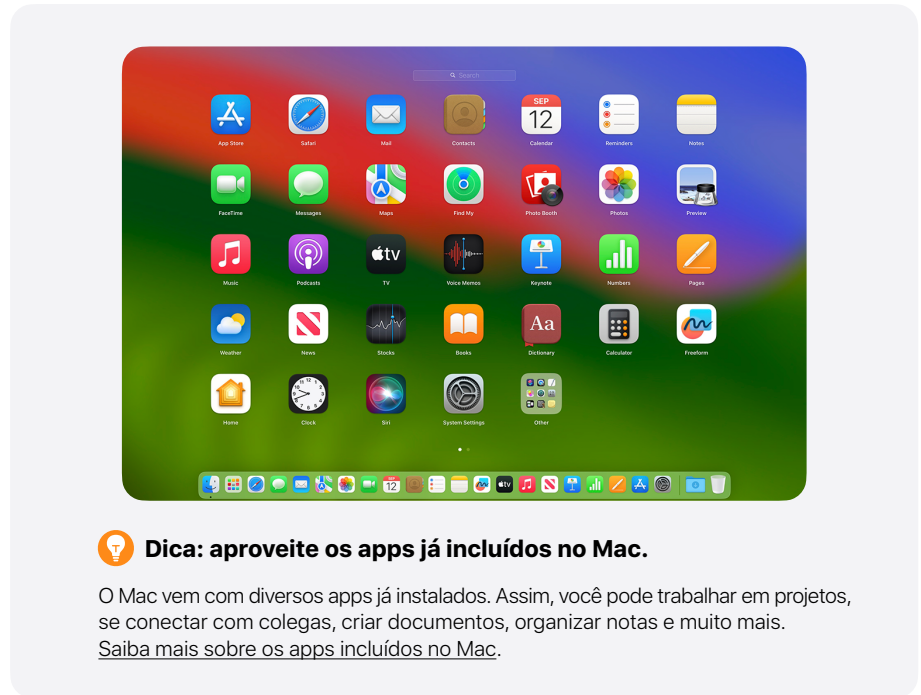 Search
App Store Safari Mail Contacts SEP 12 Calendar Reminders Notes
FaceTime Messages Maps Find My Photo Booth Photos Preview
Music Podcasts tv TV Voice Memos Keynote Numbers Pages
Weather News Stocks Books Aa Dictionary Calculator Freeform
Home Clock Siri System Settings Other
SEP 12 tv
Dica: aproveite os apps já incluídos no Mac.
O Mac vem com diversos apps já instalados. Assim, você pode trabalhar em projetos,
se conectar com colegas, criar documentos, organizar notas e muito mais.
Saiba mais sobre os apps incluídos no Mac.